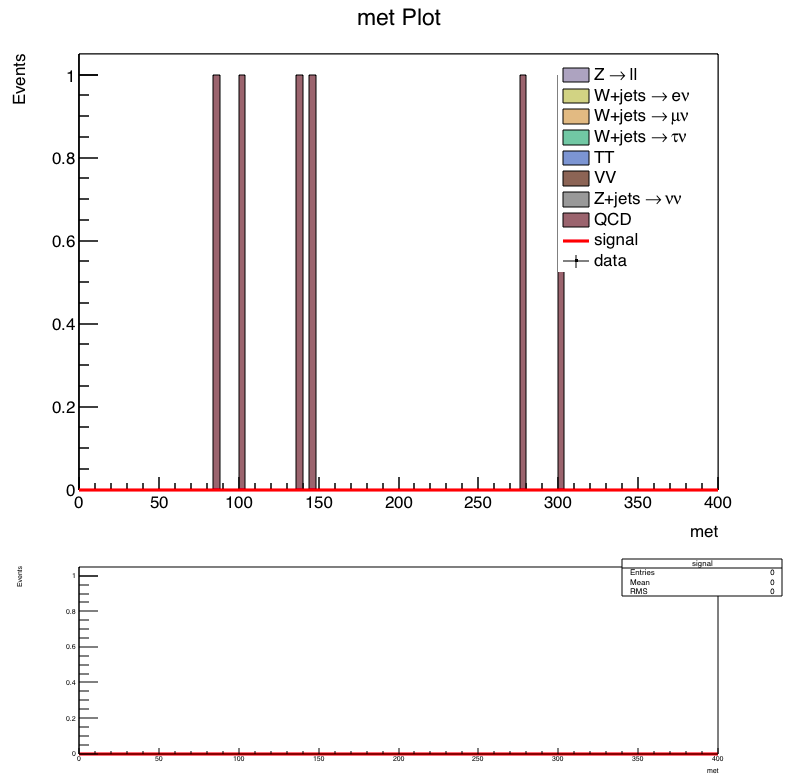 met Plot
Events
1
0.8
0.6
0.4
0.2
0
Z → ll
W+jets → eν
W+jets → μν
W+jets → τν
TT
VV
Z+jets → νν
QCD
signal
data
0 50 100 150 200 250 300 350 400
met
Events
signal
Entries 0
Mean 0
RMS 0
1
0.8
0.6
0.4
0.2
0
0 50 100 150 200 250 300 350 400
met